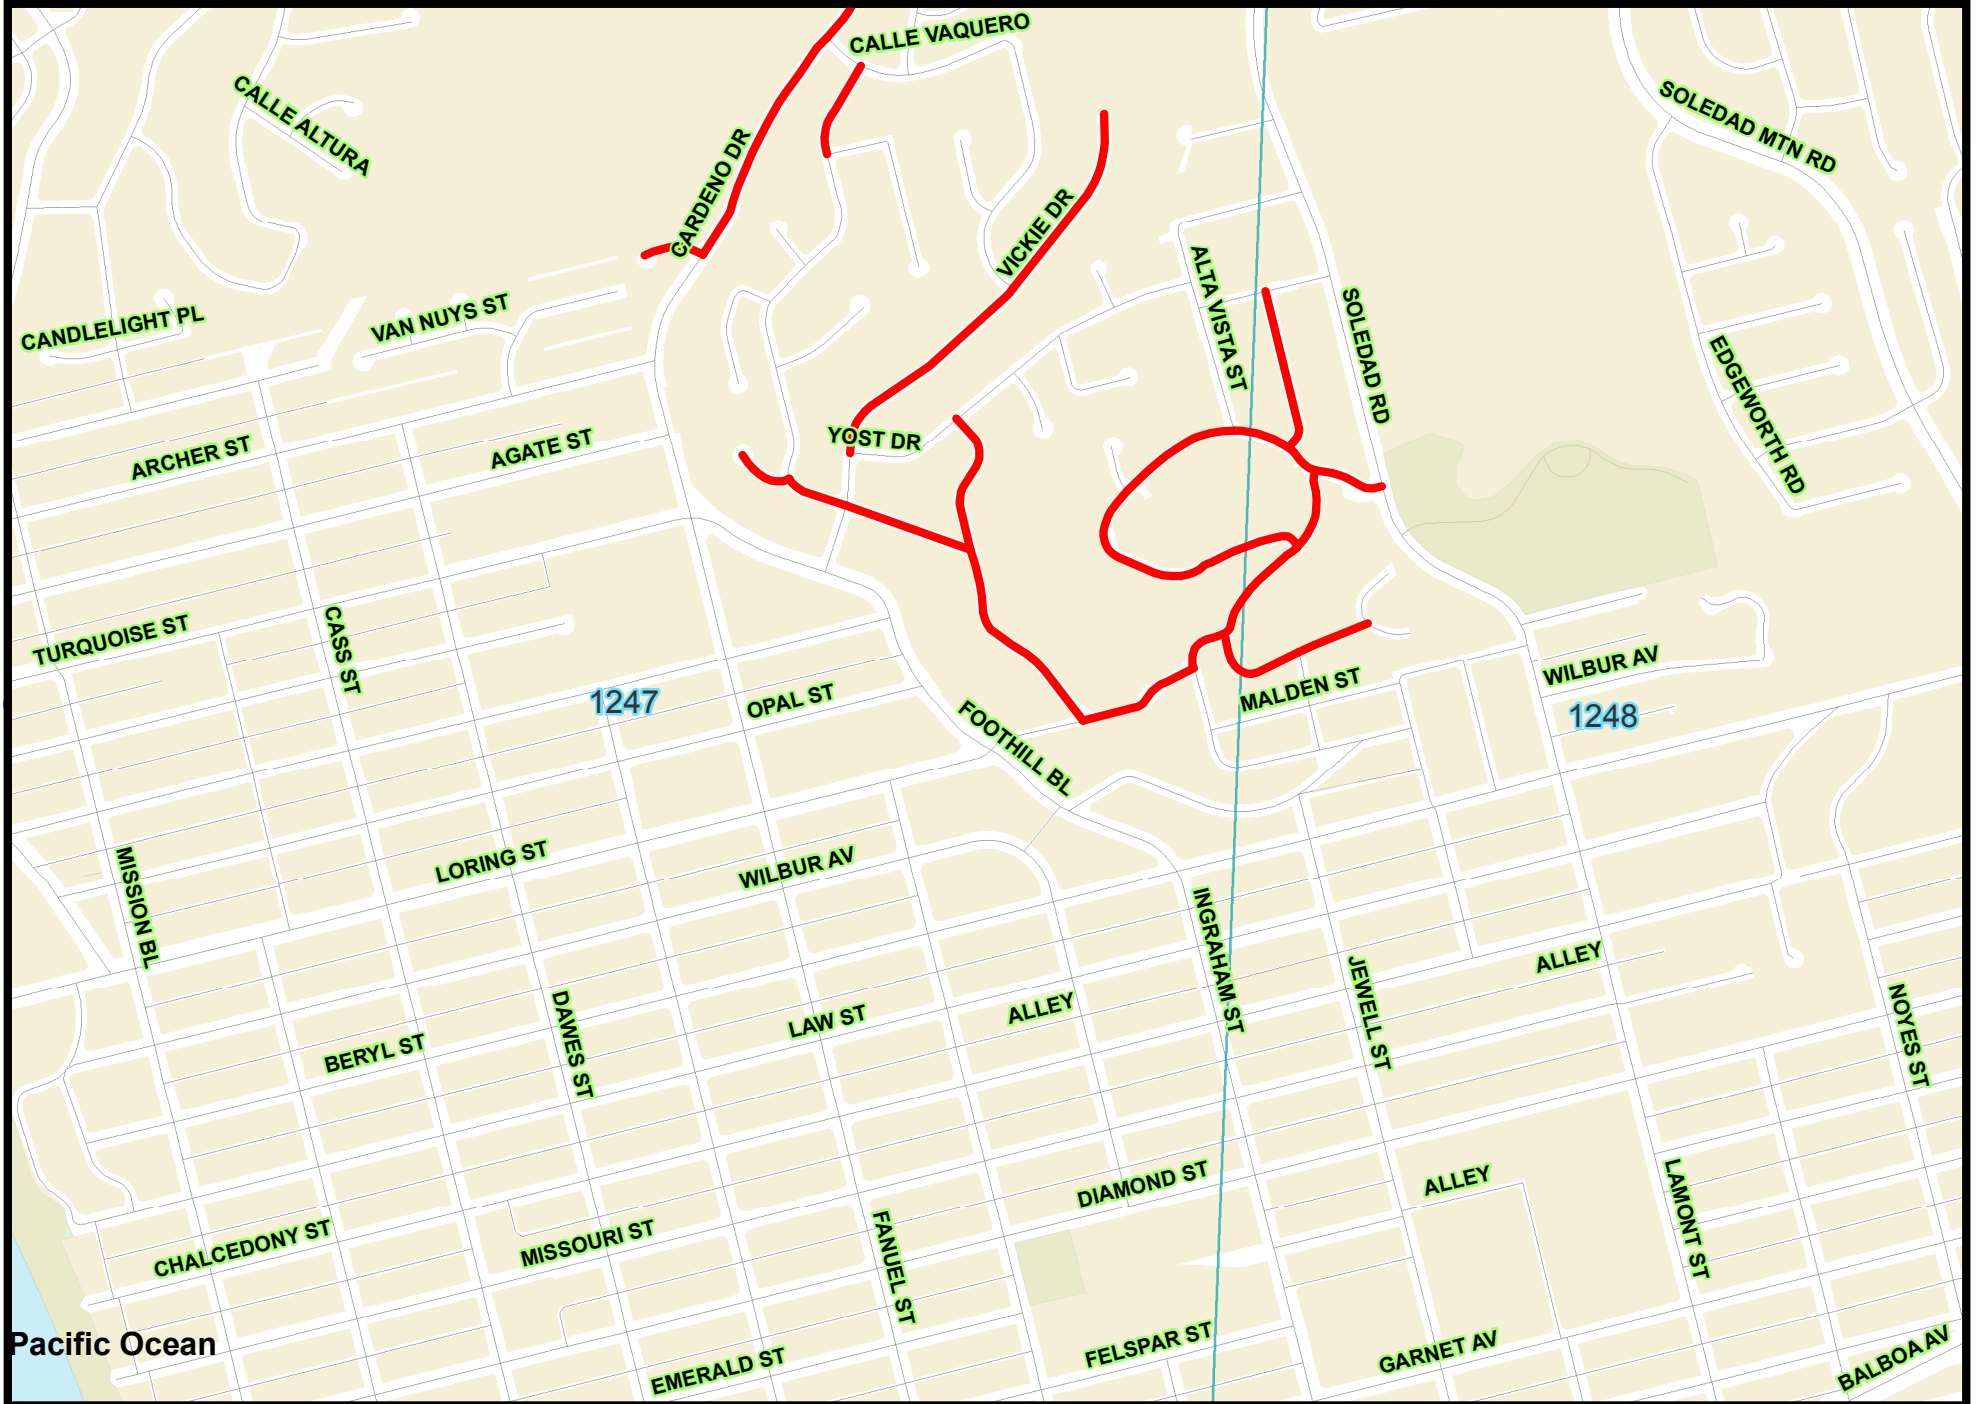 CALLE VAQUERO
CALLE ALTURA
SOLEDAD MTN RD
CARDENO DR
VICKIE DR
ALTA VISTA ST
CANDLELIGHT PL
VAN NUYS ST
SOLEDAD RD
EDGEWORTH RD
ARCHER ST
AGATE ST
YOST DR
TURQUOISE ST
CASS ST
1247
OPAL ST
MALDEN ST
WILBUR AV
1248
FOOTHILL BL
MISSION BL
LORING ST
WILBUR AV
INGRAHAM ST
JEWELL ST
ALLEY
DAWES ST
LAW ST
ALLEY
NOYES ST
BERYL ST
DIAMOND ST
ALLEY
LAMONT ST
CHALCEDONY ST
MISSOURI ST
FANUEL ST
Pacific Ocean
EMERALD ST
FELSPAR ST
GARNET AV
BALBOA AV